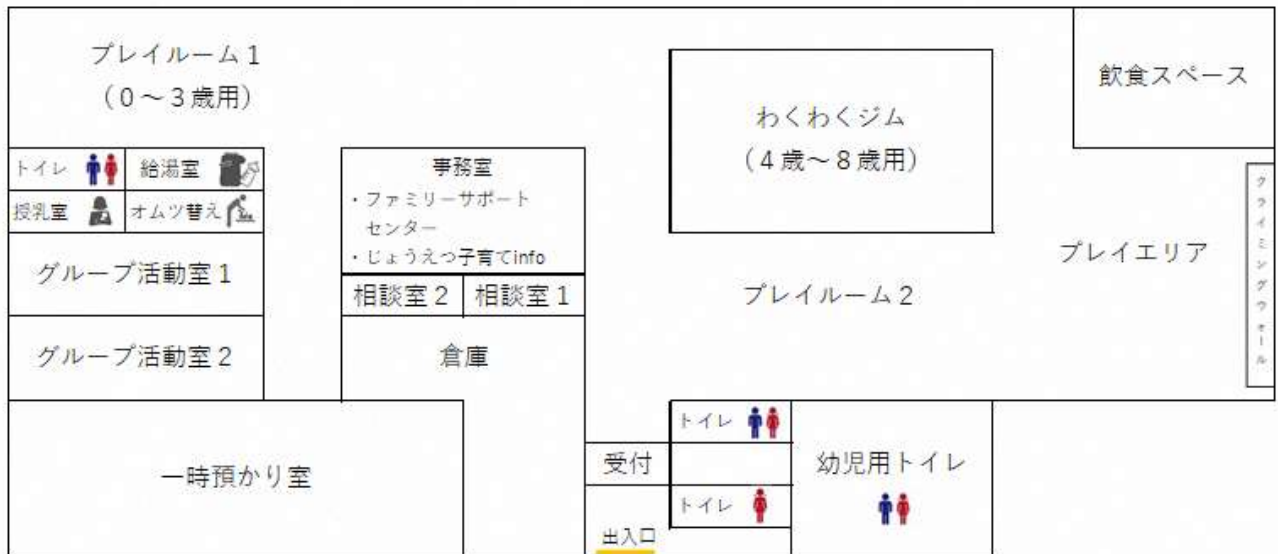 プレイルーム1
(0〜3歳用)
わくわくジム
(4歳〜8歳用)
飲食スペース
トイレ
給湯室
授乳室
オムツ替え
事務室
・ファミリーサポート
センター
・じょうえつ子育てinfo
クライミングウォール
プレイエリア
グループ活動室1
相談室2
相談室1
プレイルーム2
グループ活動室2
倉庫
一時預かり室
トイレ
受付
幼児用トイレ
トイレ
出入口